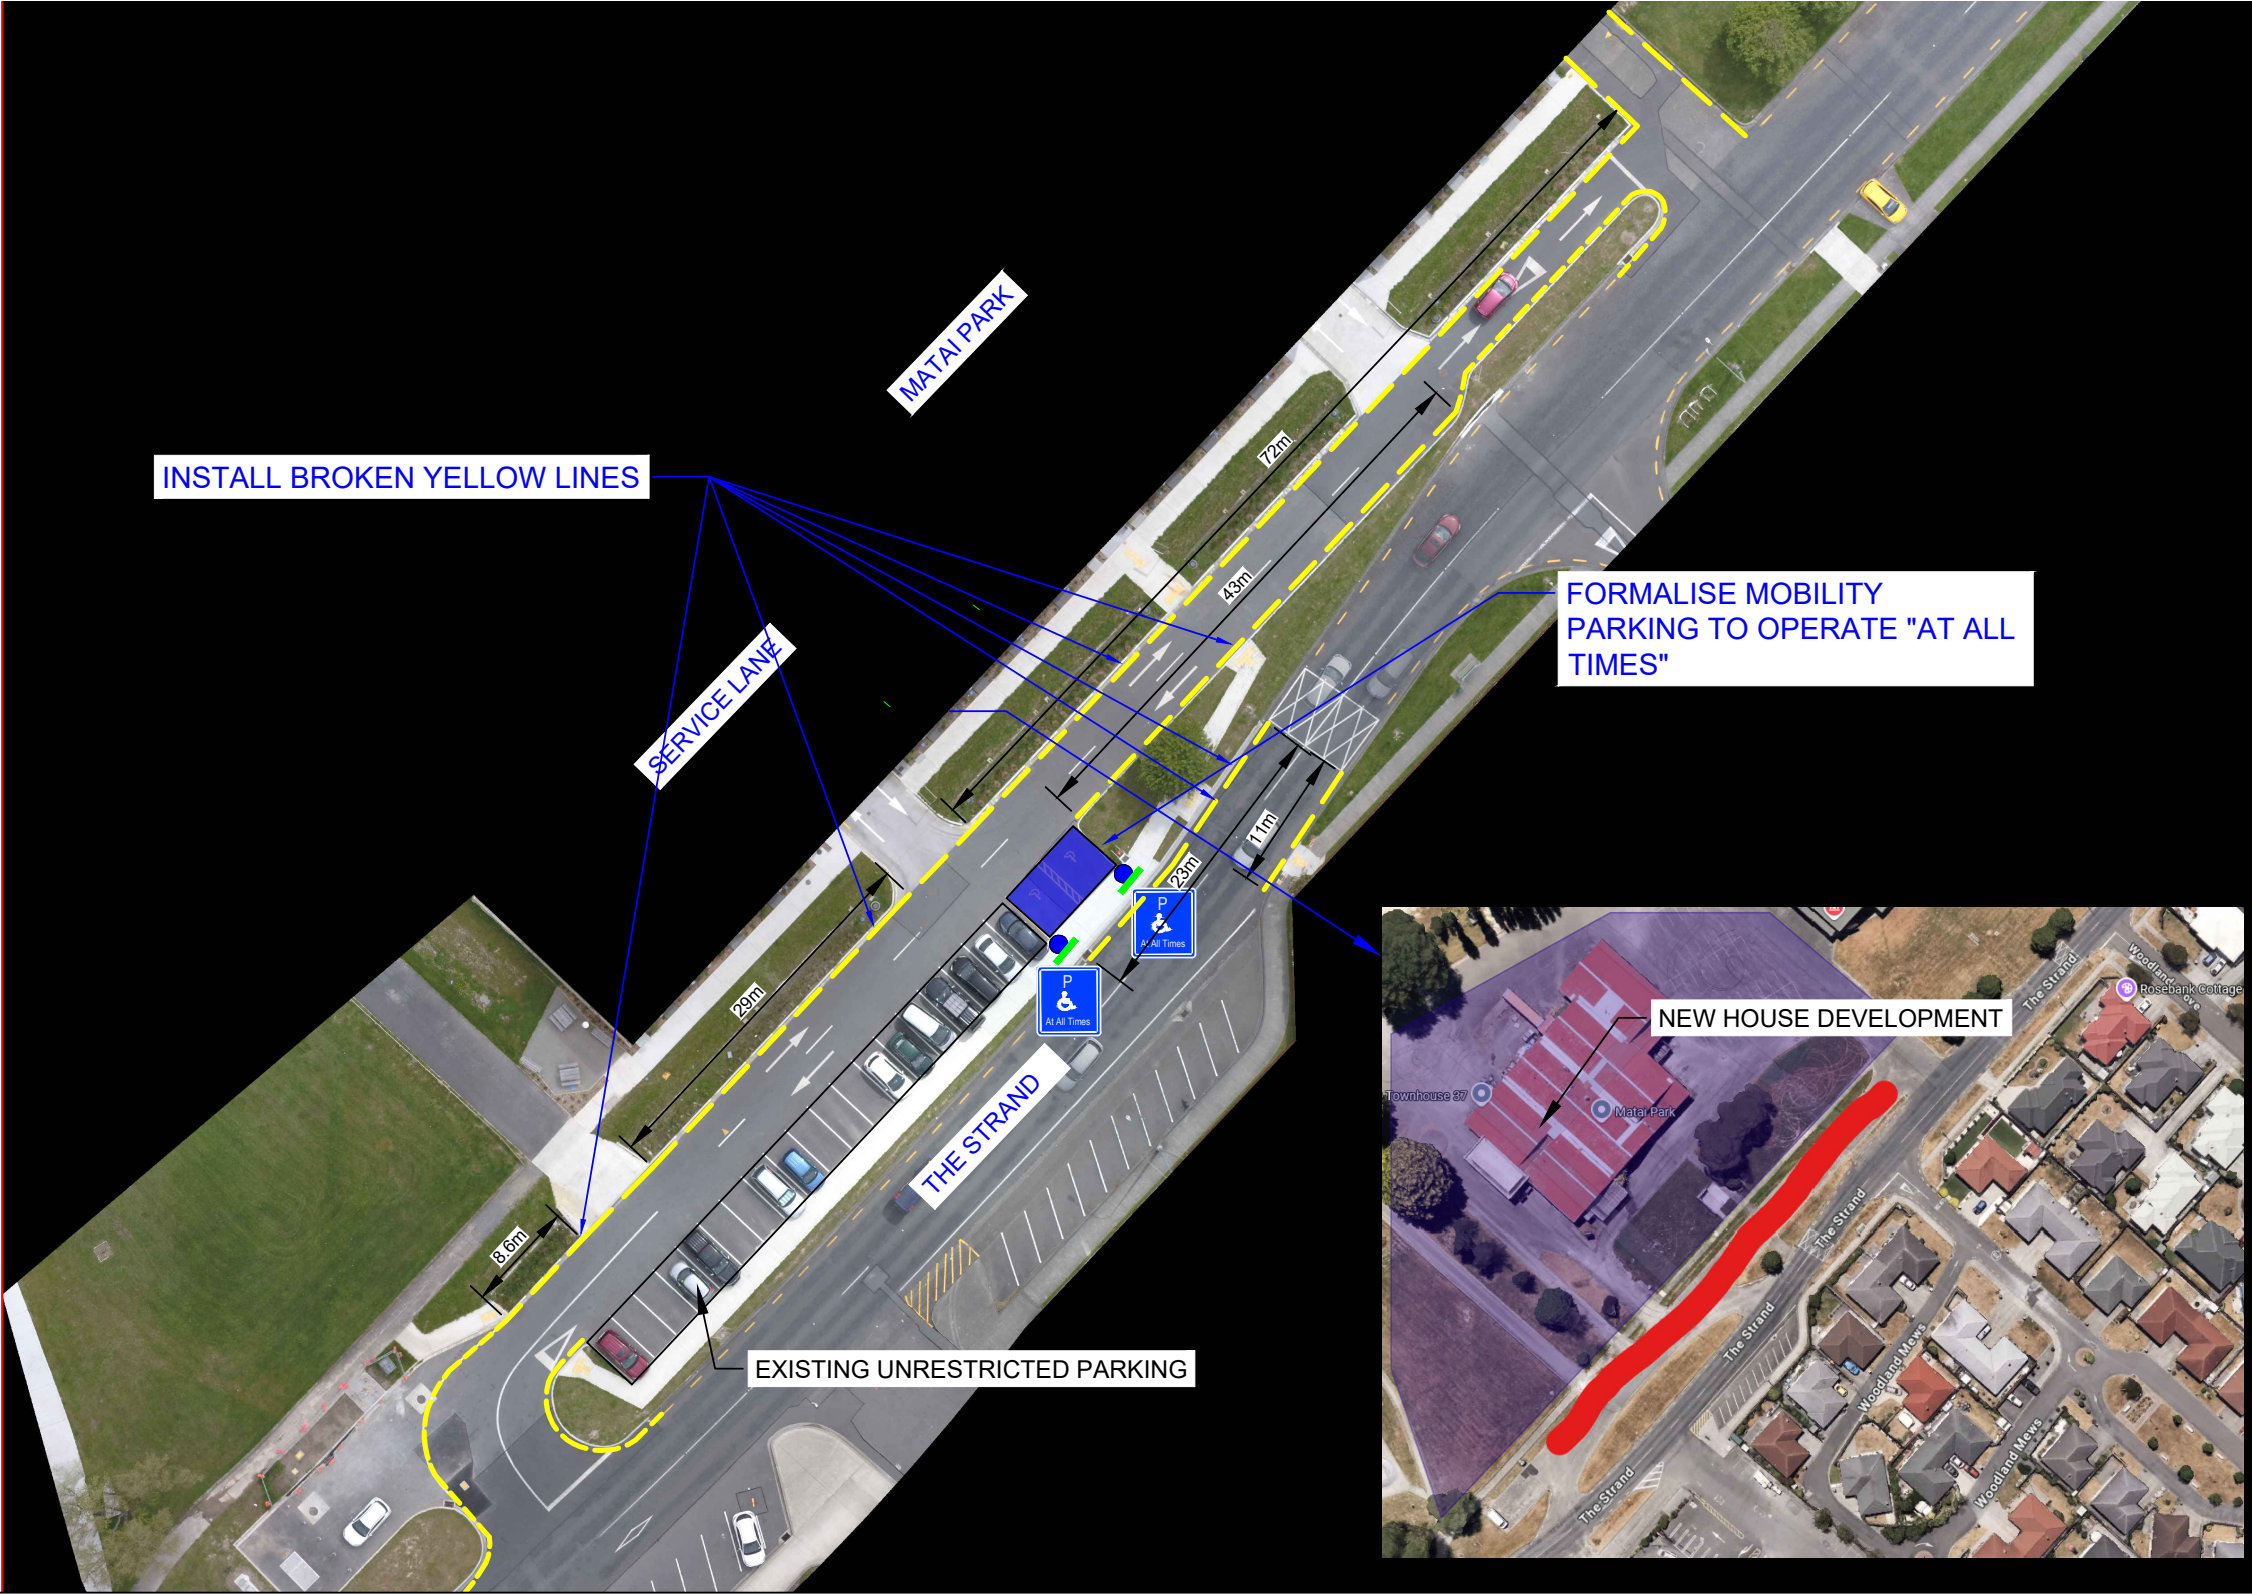 MATAI PARK
INSTALL BROKEN YELLOW LINES
72m
43m
FORMALISE MOBILITY
PARKING TO OPERATE "AT ALL
TIMES"
SERVICE LANE
11m
23m
P
At All Times
P
At All Times
29m
THE STRAND
8.6m
EXISTING UNRESTRICTED PARKING
NEW HOUSE DEVELOPMENT
The Strand
Rosebank Cottage
Townhouse 37
Matai Park
The Strand
The Strand
Woodland Mews
The Strand
Woodland Mews